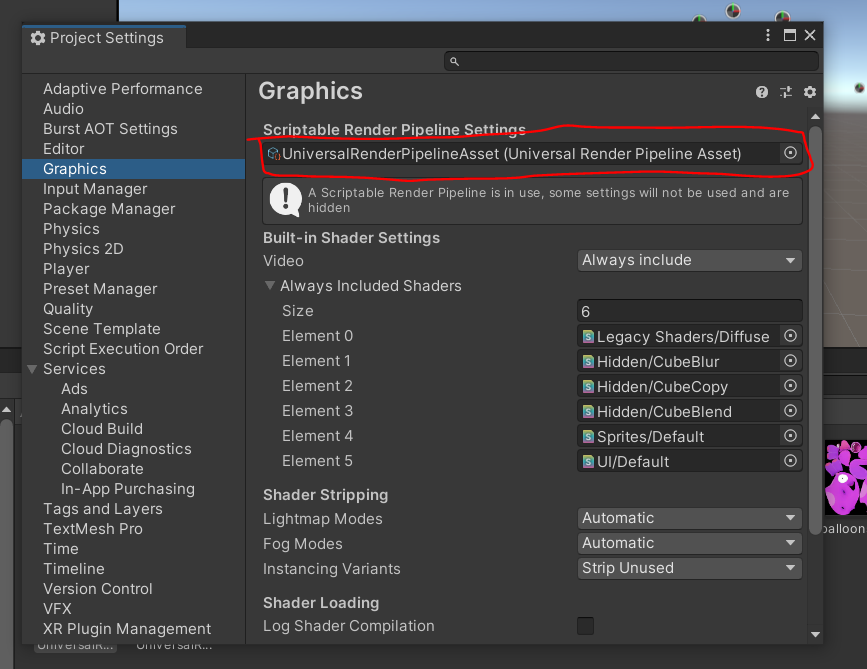 Project Settings
Adaptive Performance
Audio
Burst AOT Settings
Editor
Graphics
Input Manager
Package Manager
Physics
Physics 2D
Player
Preset Manager
Quality
Scene Template
Script Execution Order
Services
Ads
Analytics
Cloud Build
Cloud Diagnostics
Collaborate
In-App Purchasing
Tags and Layers
TextMesh Pro
Time
Timeline
Version Control
VFX
XR Plugin Management
Graphics
Scriptable Render Pipeline Settings
UniversalRenderPipelineAsset (Universal Render Pipeline Asset)
A Scriptable Render Pipeline is in use, some settings will not be used and are
hidden
Built-in Shader Settings
Video Always include
Always Included Shaders
Size 6
Element 0 Legacy Shaders/Diffuse
Element 1 Hidden/CubeBlur
Element 2 Hidden/CubeCopy
Element 3 Hidden/CubeBlend
Element 4 Sprites/Default
Element 5 UI/Default
Shader Stripping
Lightmap Modes Automatic
Fog Modes Automatic
Instancing Variants Strip Unused
Shader Loading
Log Shader Compilation
balloon
UniversalR... UniversalR...